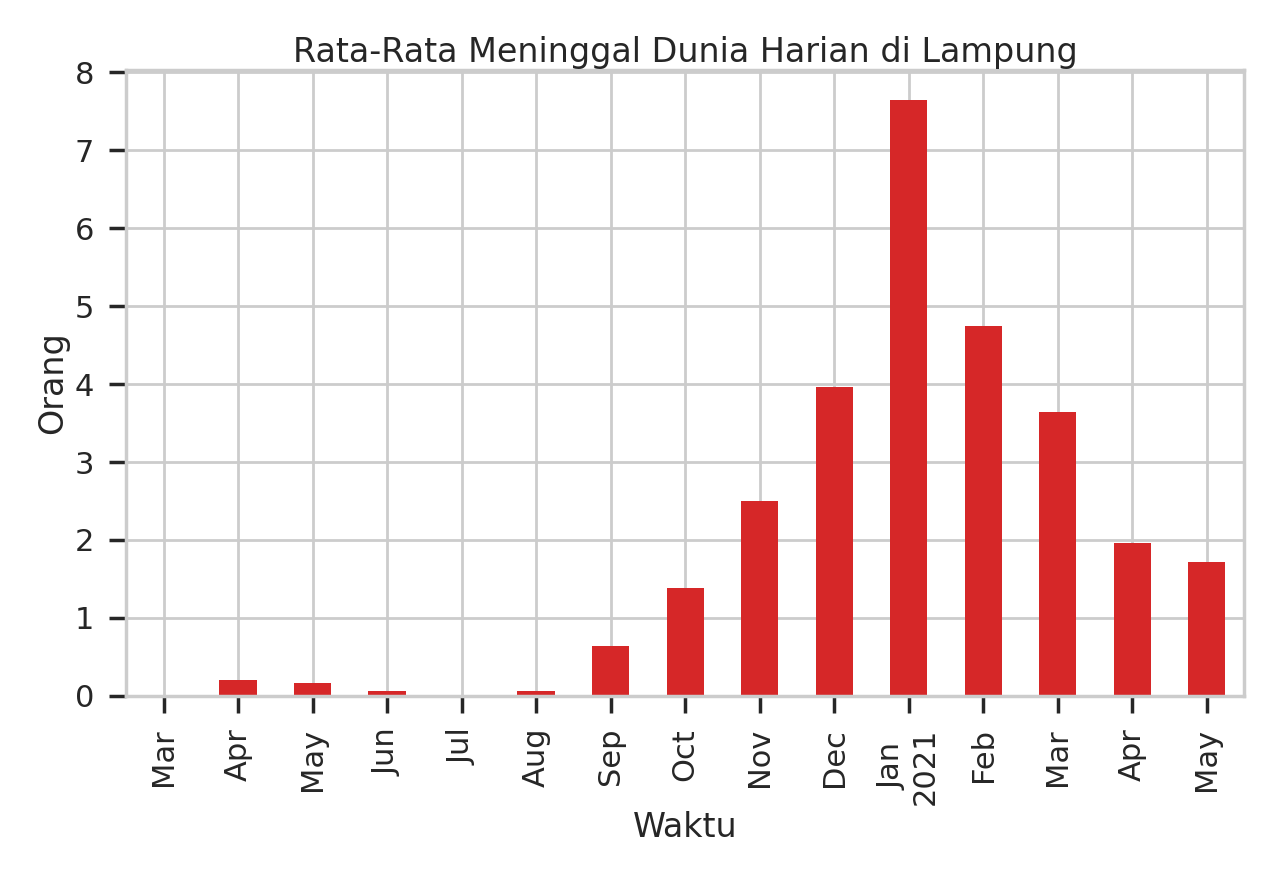 Rata-Rata Meninggal Dunia Harian di Lampung
8
7
6
5
4
3
2
1
0
Orang
Mar
Apr
May
Jun
Jul
Aug
Sep
Oct
Nov
Dec
Jan
2021
Feb
Mar
Apr
May
Waktu